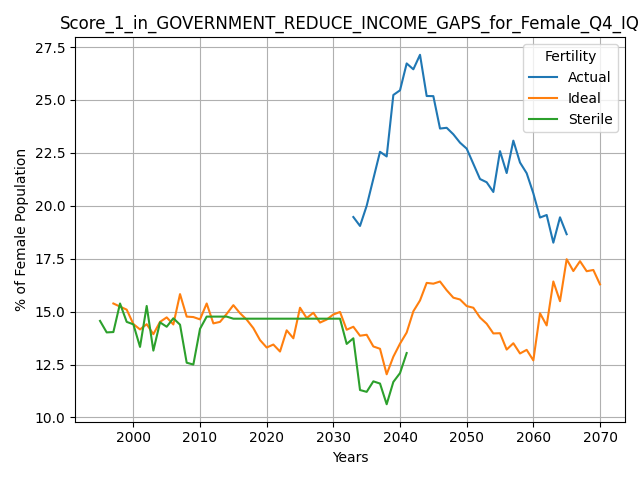 Score_1_in_GOVERNMENT_REDUCE_INCOME_GAPS_for_Female_Q4_IQ
Fertility
Actual
Ideal
Sterile
% of Female Population
27.5
25.0
22.5
20.0
17.5
15.0
12.5
10.0
2000 2010 2020 2030 2040 2050 2060 2070
Years